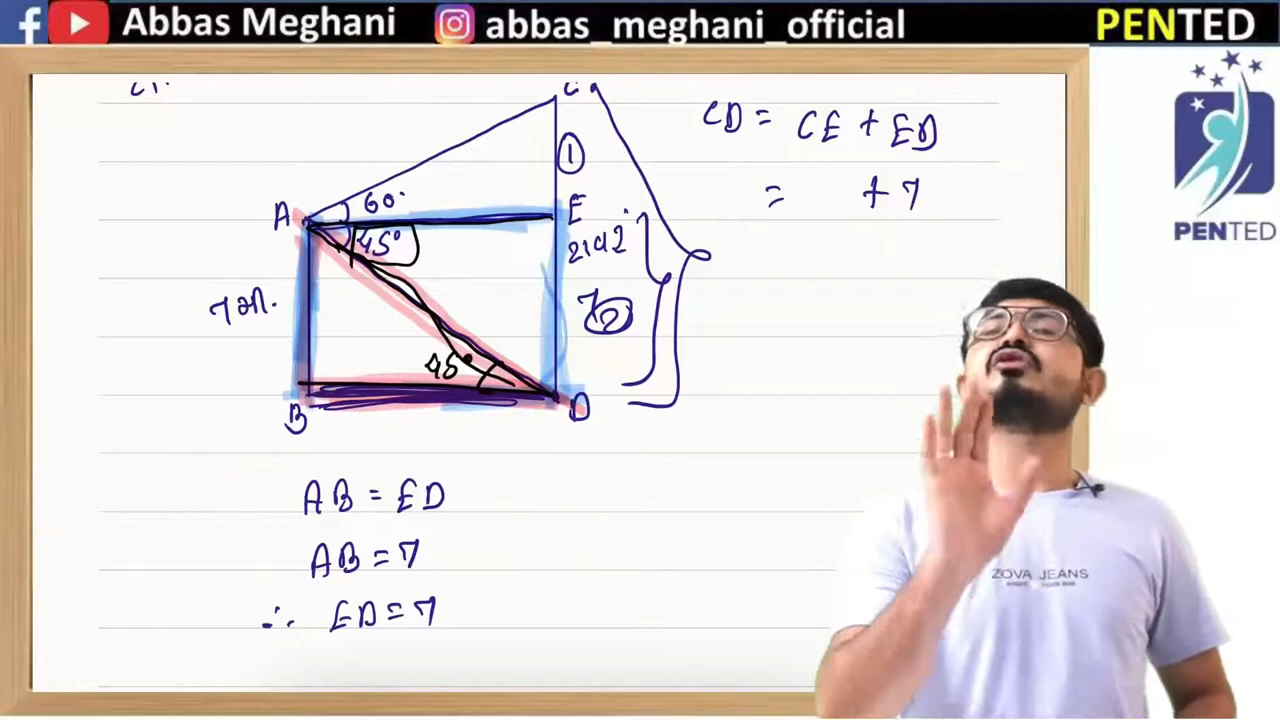 Abbas Meghani abbas_meghani_official PENTED
C
CD = CE + ED
1
= + 7
A 60° E
45°
PENTED
7 મી.
7
45°
B D
AB = ED
AB = 7
∴ ED = 7
ZOVA JEANS